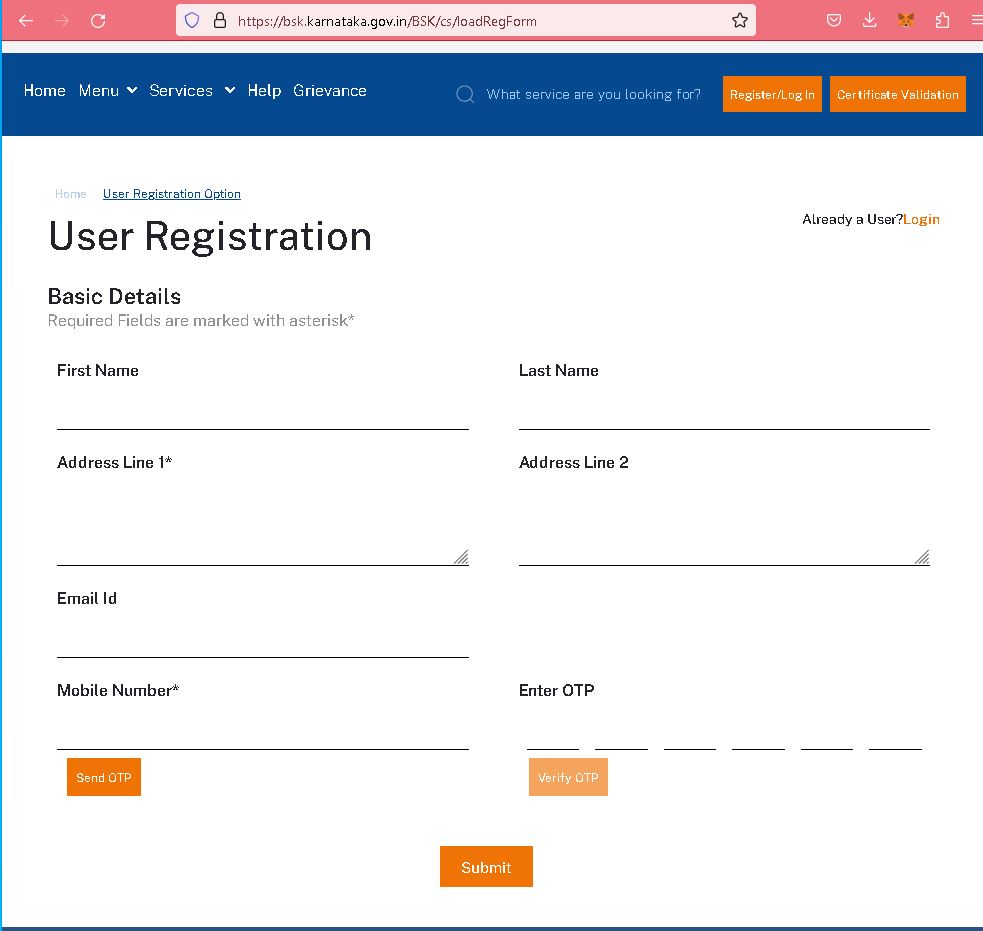 https://bsk.karnataka.gov.in/BSK/cs/loadRegForm
Home Menu Services Help Grievance What service are you looking for? Register/Log In Certificate Validation
Home User Registration Option
Already a User?Login
User Registration
Basic Details
Required Fields are marked with asterisk*
First Name Last Name
Address Line 1* Address Line 2
Email Id
Mobile Number* Enter OTP
Send OTP Verify OTP
Submit